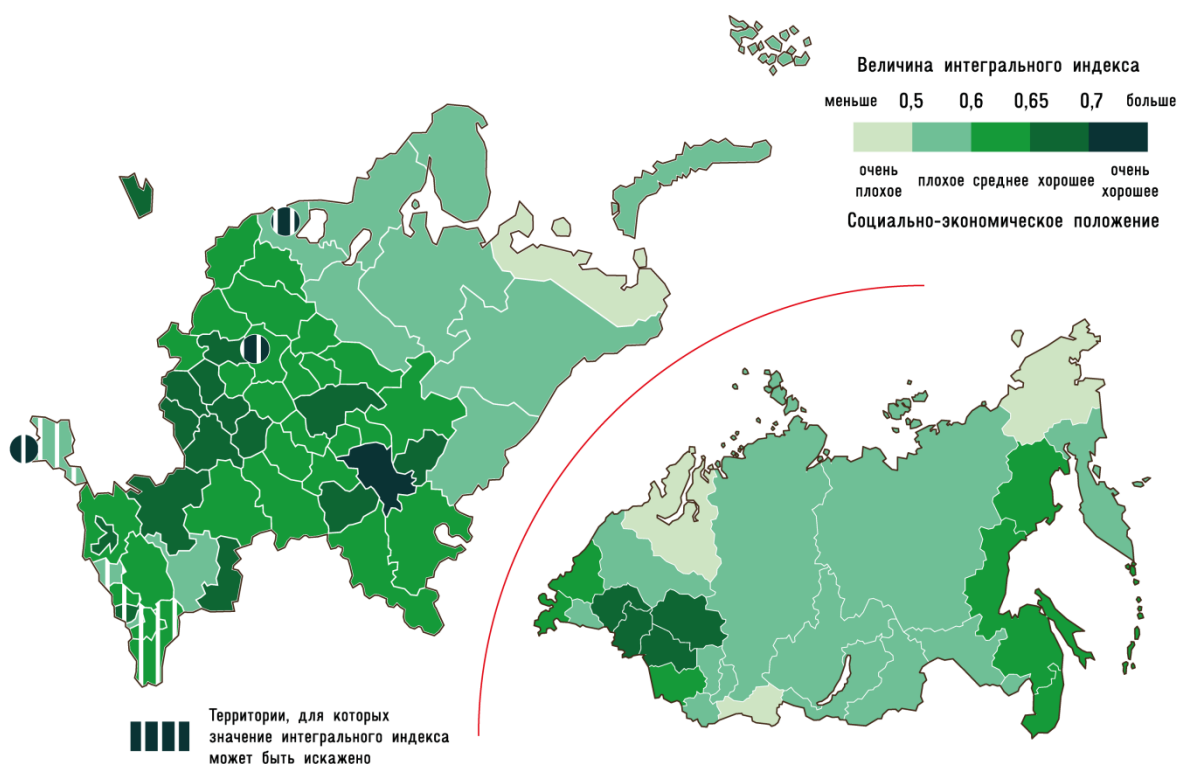 Величина интегрального индекса
меньше 0,5 0,6 0,65 0,7 больше
очень плохое плохое среднее хорошее очень хорошее
Социально-экономическое положение
Территории, для которых
значение интегрального индекса
может быть искажено